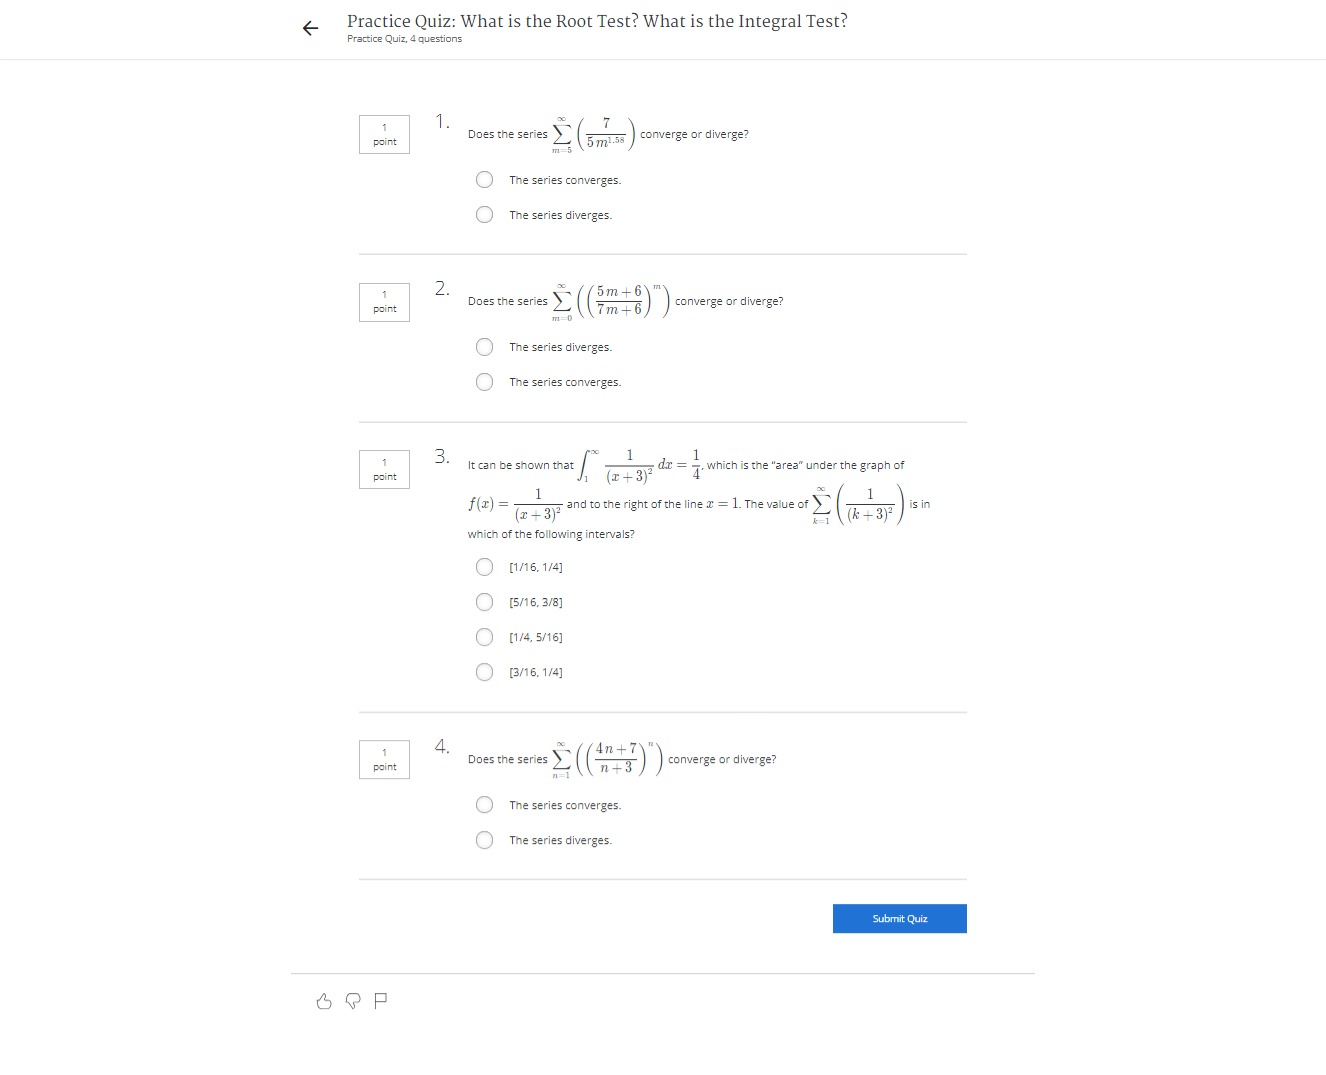 Practice Quiz: What is the Root Test? What is the Integral Test?
Practice Quiz, 4 questions
1 point
1.
Does the series $\sum_{m=5}^{\infty} \left( \frac{7}{5 m^{1.58}} \right)$ converge or diverge?
The series converges.
The series diverges.
1 point
2.
Does the series $\sum_{m=0}^{\infty} \left( \left( \frac{5 m + 6}{7 m + 6} \right)^m \right)$ converge or diverge?
The series diverges.
The series converges.
1 point
3.
It can be shown that $\int_1^{\infty} \frac{1}{(x+3)^2} \, dx = \frac{1}{4}$, which is the "area" under the graph of
$f(x) = \frac{1}{(x+3)^2}$ and to the right of the line $x = 1$. The value of $\sum_{k=1}^{\infty} \left( \frac{1}{(k+3)^2} \right)$ is in
which of the following intervals?
[1/16, 1/4]
[5/16, 3/8]
[1/4, 5/16]
[3/16, 1/4]
1 point
4.
Does the series $\sum_{n=1}^{\infty} \left( \left( \frac{4 n + 7}{n + 3} \right)^n \right)$ converge or diverge?
The series converges.
The series diverges.
Submit Quiz